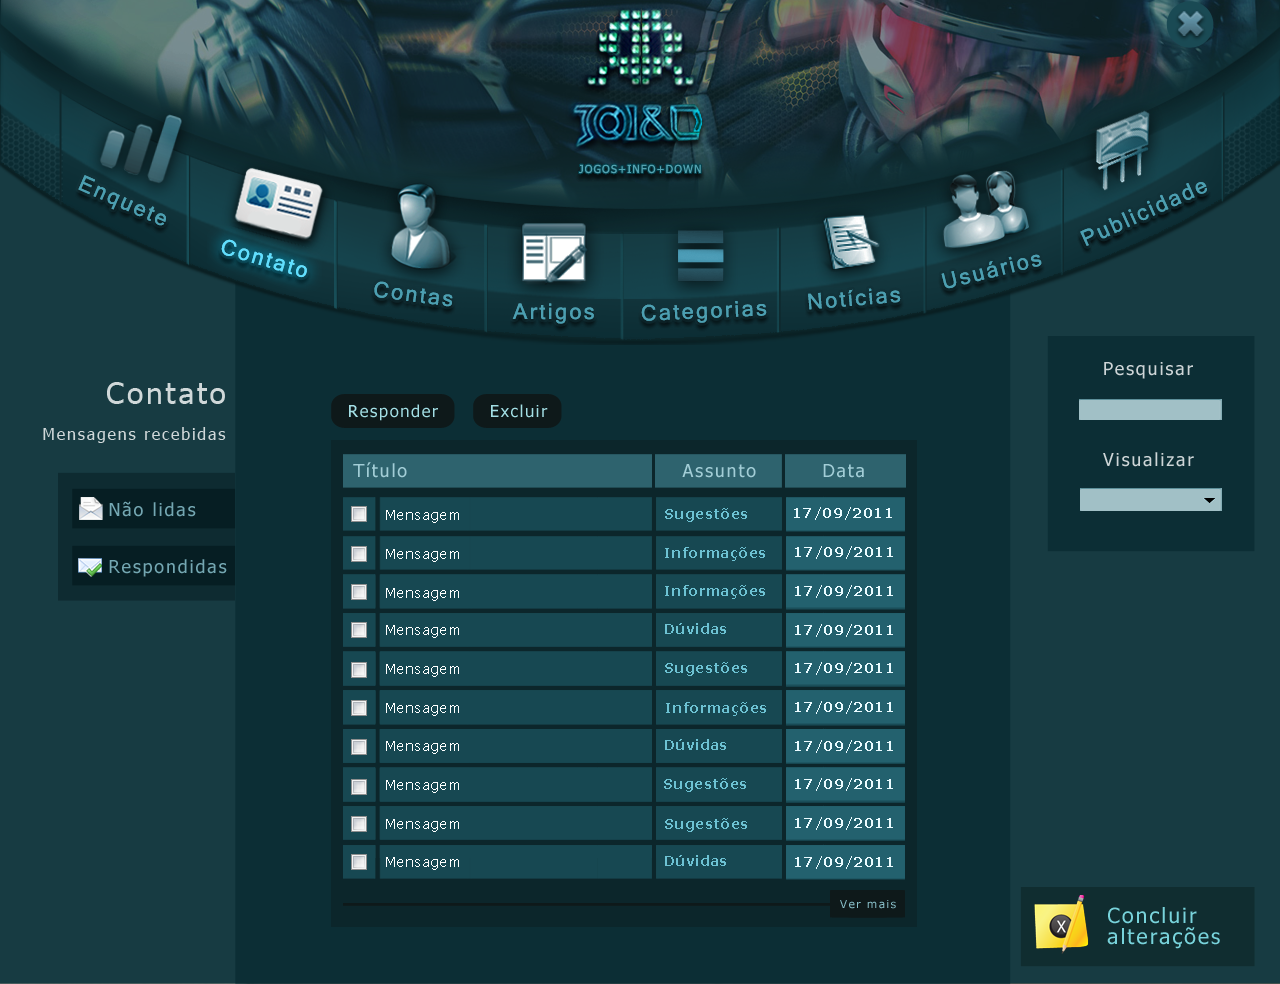 JOI&D
JOGOS+INFO+DOWN
Enquete
Contato
Contas
Artigos
Categorias
Notícias
Usuários
Publicidade
Contato
Mensagens recebidas
Não lidas
Respondidas
Responder Excluir
Título Assunto Data
Mensagem Sugestões 17/09/2011
Mensagem Informações 17/09/2011
Mensagem Informações 17/09/2011
Mensagem Dúvidas 17/09/2011
Mensagem Sugestões 17/09/2011
Mensagem Informações 17/09/2011
Mensagem Dúvidas 17/09/2011
Mensagem Sugestões 17/09/2011
Mensagem Sugestões 17/09/2011
Mensagem Dúvidas 17/09/2011
Ver mais
Pesquisar
Visualizar
X
Concluir
alterações